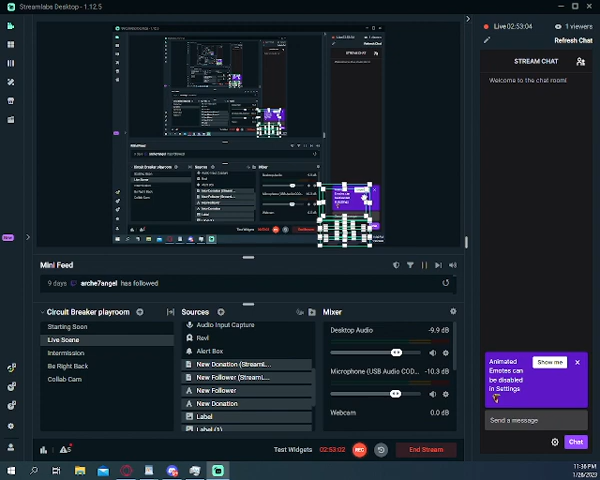 Streamlabs Desktop - 1.12.5
Live 02:53:04
1 viewers
Refresh Chat
STREAM CHAT
Welcome to the chat room!
Mini Feed
9 days arche7angel has followed
Circuit Breaker playroom
Starting Soon
Live Scene
Intermission
Be Right Back
Collab Cam
Sources
Audio Input Capture
Alert Box
New Donation (StreamL...
New Follower (StreamL...
New Follower
New Donation
Label
Label (1)
Mixer
Desktop Audio -9.9 dB
Microphone (USB Audio COD... -10.3 dB
Webcam 0.0 dB
Animated
Emotes can
be disabled
in Settings
Show me
Send a message
Chat
Test Widgets 02:53:02 REC End Stream
11:36 PM
1/28/2023